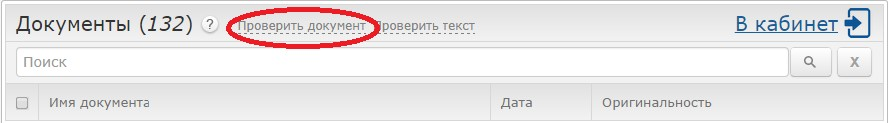 Документы (132) ? Проверить документ Проверить текст В кабинет
Поиск X
Имя документа Дата Оригинальность